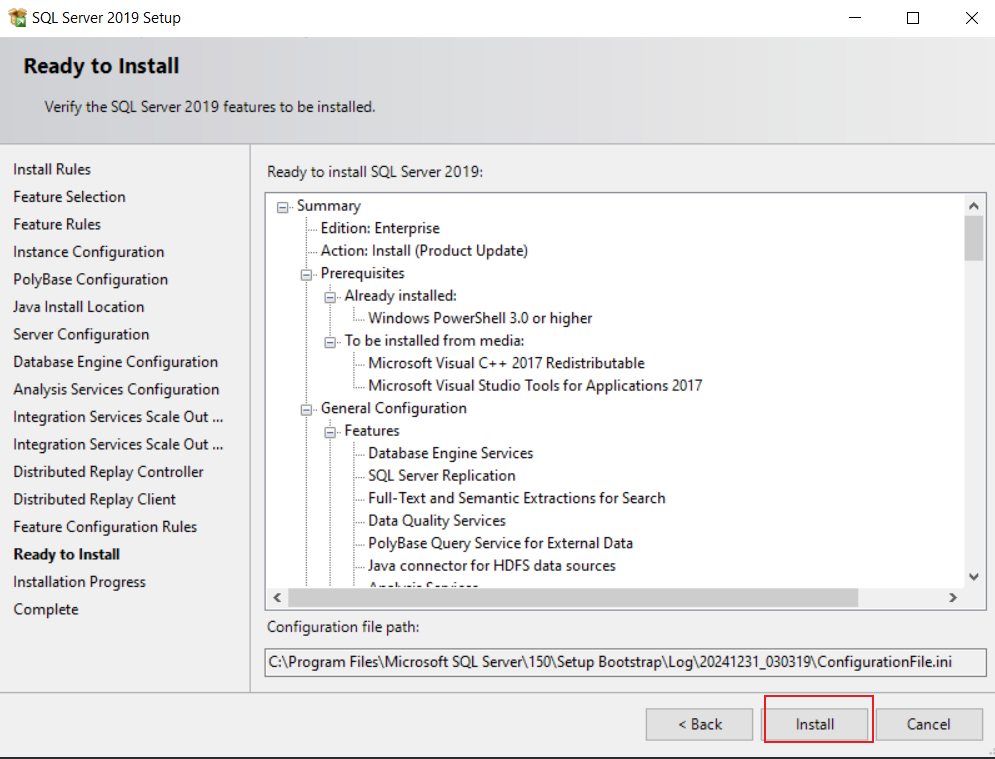 SQL Server 2019 Setup
Ready to Install
Verify the SQL Server 2019 features to be installed.
Install Rules
Feature Selection
Feature Rules
Instance Configuration
PolyBase Configuration
Java Install Location
Server Configuration
Database Engine Configuration
Analysis Services Configuration
Integration Services Scale Out ...
Integration Services Scale Out ...
Distributed Replay Controller
Distributed Replay Client
Feature Configuration Rules
Ready to Install
Installation Progress
Complete
Ready to install SQL Server 2019:
Summary
Edition: Enterprise
Action: Install (Product Update)
Prerequisites
Already installed:
Windows PowerShell 3.0 or higher
To be installed from media:
Microsoft Visual C++ 2017 Redistributable
Microsoft Visual Studio Tools for Applications 2017
General Configuration
Features
Database Engine Services
SQL Server Replication
Full-Text and Semantic Extractions for Search
Data Quality Services
PolyBase Query Service for External Data
Java connector for HDFS data sources
Analysis Services
Configuration file path:
C:\Program Files\Microsoft SQL Server\150\Setup Bootstrap\Log\20241231_030319\ConfigurationFile.ini
< Back
Install
Cancel